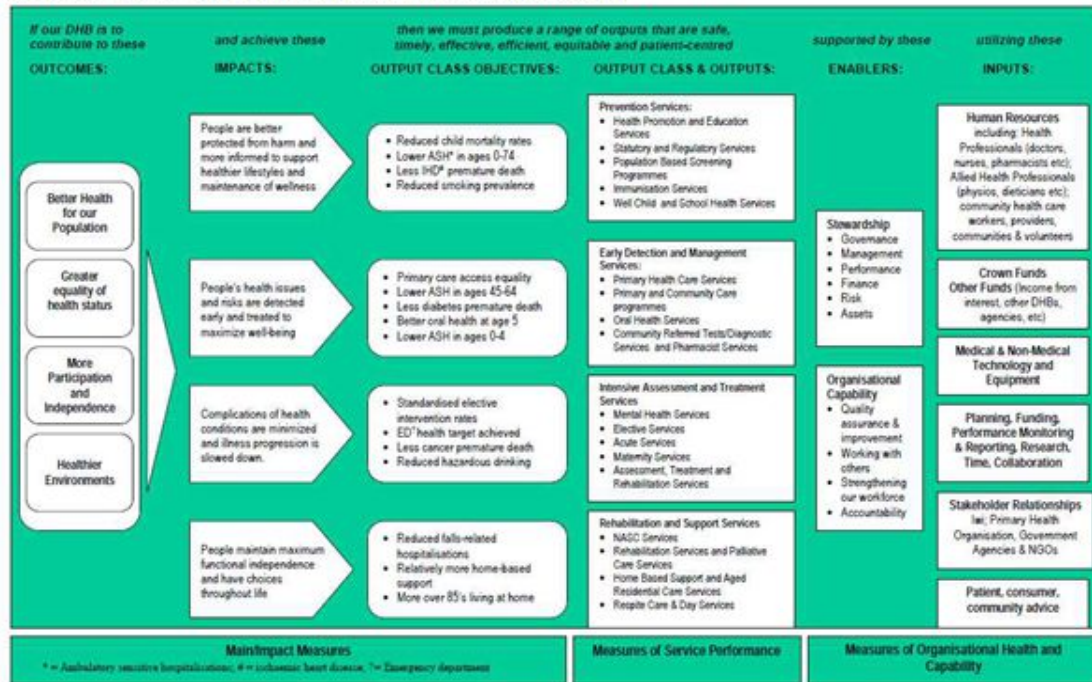 If our DHB is to
contribute to these
OUTCOMES:
and achieve these
IMPACTS:
then we must produce a range of outputs that are safe,
timely, effective, efficient, equitable and patient-centred
OUTPUT CLASS OBJECTIVES:
OUTPUT CLASS & OUTPUTS:
supported by these
ENABLERS:
utilizing these
INPUTS:
Better Health
for our
Population
Greater
equality of
health status
More
Participation
and
Independence
Healthier
Environments
People are better
protected from harm and
more informed to support
healthier lifestyles and
maintenance of wellness
People's health issues
and risks are detected
early and treated to
maximize well-being
Complications of health
conditions are minimized
and illness progression is
slowed down.
People maintain maximum
functional independence
and have choices
throughout life
• Reduced child mortality rates
• Lower ASH* in ages 0-74
• Less IHD# premature death
• Reduced smoking prevalence
• Primary care access equality
• Lower ASH in ages 45-64
• Less diabetes premature death
• Better oral health at age 5
• Lower ASH in ages 0-4
• Standardised elective
intervention rates
• ED˄ health target achieved
• Less cancer premature death
• Reduced hazardous drinking
• Reduced falls-related
hospitalisations
• Relatively more home-based
support
• More over 85's living at home
Prevention Services:
• Health Promotion and Education
Services
• Statutory and Regulatory Services
• Population Based Screening
Programmes
• Immunisation Services
• Well Child and School Health Services
Early Detection and Management
Services:
• Primary Health Care Services
• Primary and Community Care
programmes
• Oral Health Services
• Community Referred Tests/Diagnostic
Services and Pharmacist Services
Intensive Assessment and Treatment
Services
• Mental Health Services
• Elective Services
• Acute Services
• Maternity Services
• Assessment, Treatment and
Rehabilitation Services
Rehabilitation and Support Services
• NASC Services
• Rehabilitation Services and Palliative
Care Services
• Home Based Support and Aged
Residential Care Services
• Respite Care & Day Services
Stewardship
• Governance
• Management
• Performance
• Finance
• Risk
• Assets
Organisational
Capability
• Quality
assurance &
improvement
• Working with
others
• Strengthening
our workforce
• Accountability
Human Resources
including: Health
Professionals (doctors,
nurses, pharmacists etc);
Allied Health Professionals
(physios, dieticians etc);
community health care
workers, providers,
communities & volunteers
Crown Funds
Other Funds (Income from
interest, other DHBs,
agencies, etc)
Medical & Non-Medical
Technology and
Equipment
Planning, Funding,
Performance Monitoring
& Reporting, Research,
Time, Collaboration
Stakeholder Relationships
Iwi; Primary Health
Organisation, Government
Agencies & NGOs
Patient, consumer,
community advice
Main/Impact Measures
* = Ambulatory sensitive hospitalisations; # = ischaemic heart disease; = Emergency department
Measures of Service Performance
Measures of Organisational Health and
Capability